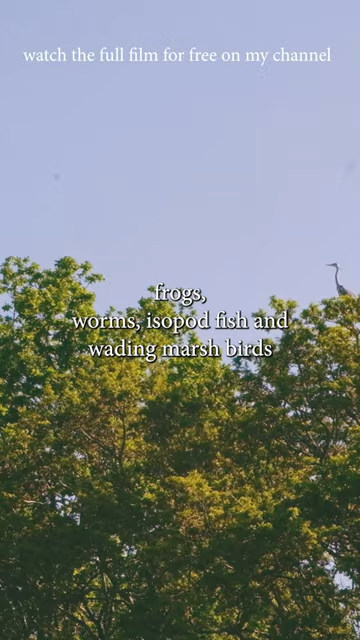 watch the full film for free on my channel
frogs,
worms, isopod fish and
wading marsh birds